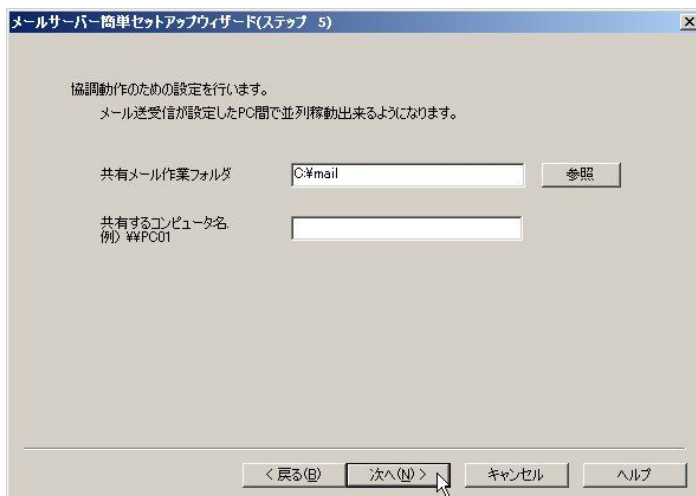 メールサーバー簡単セットアップウィザード(ステップ 5)
協調動作のための設定を行います。
メール送受信が設定したPC間で並列稼動出来るようになります。
共有メール作業フォルダ
C:¥mail
参照
共有するコンピュータ名.
例) ¥¥PC01
< 戻る(B)
次へ(N) >
キャンセル
ヘルプ